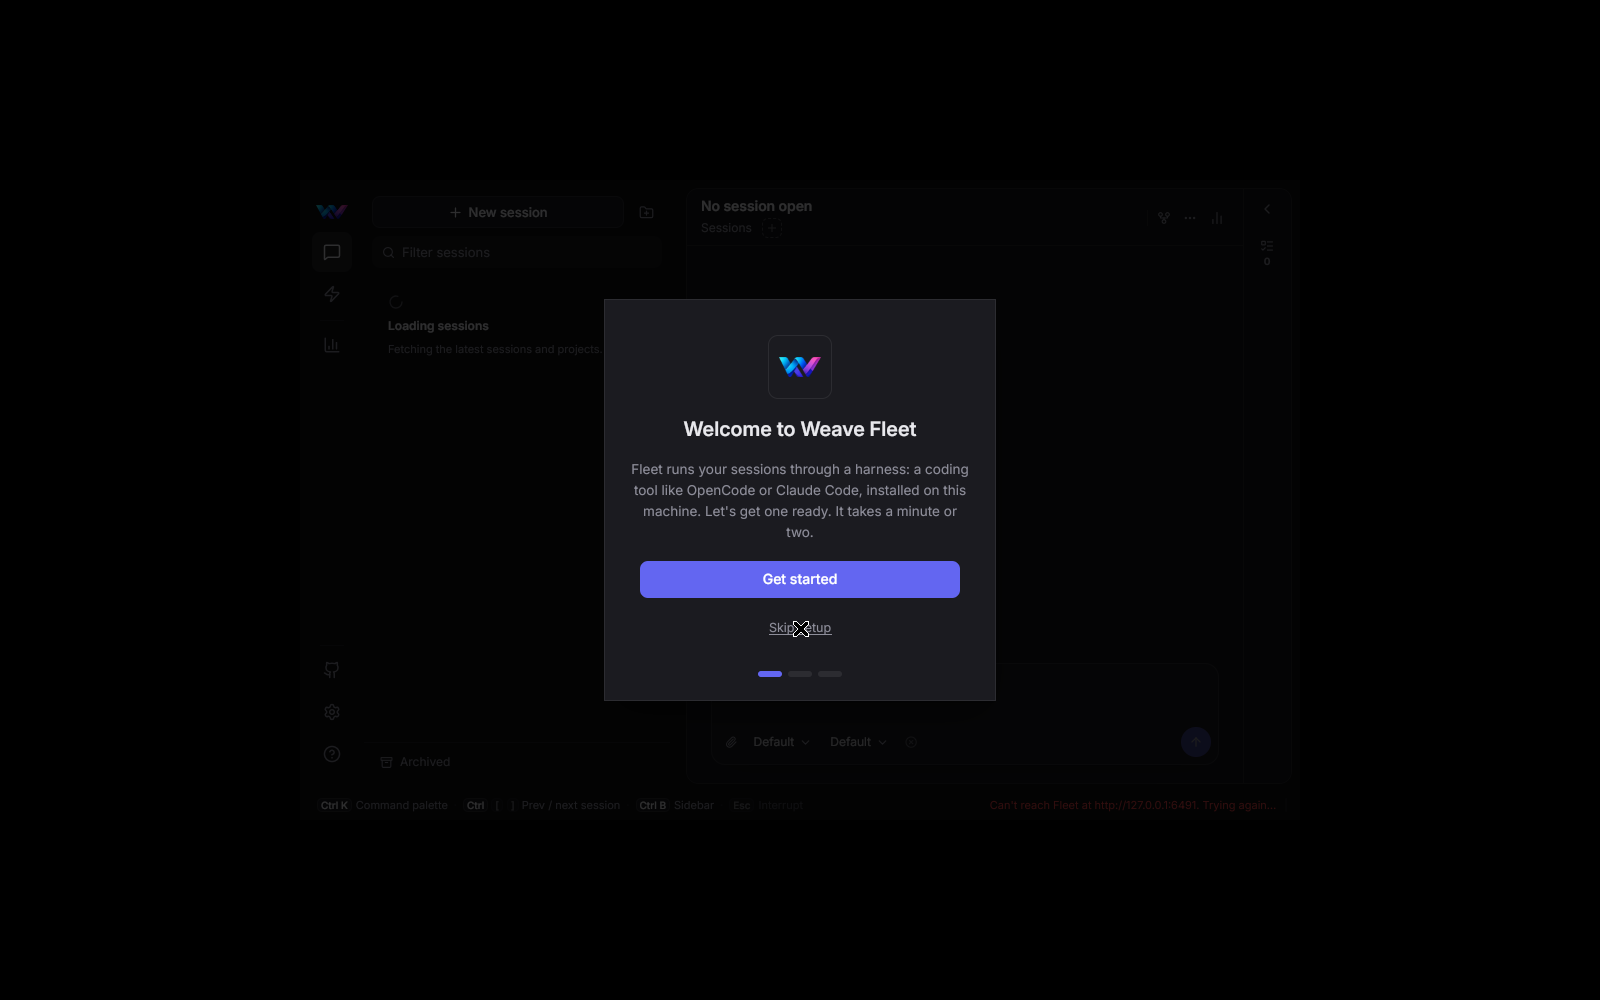 New session
Filter sessions
Loading sessions
Fetching the latest sessions and projects.
No session open
Sessions
0
Welcome to Weave Fleet
Fleet runs your sessions through a harness: a coding
tool like OpenCode or Claude Code, installed on this
machine. Let's get one ready. It takes a minute or
two.
Get started
Skip setup
Default
Default
Archived
Ctrl K Command palette Ctrl [ ] Prev / next session Ctrl B Sidebar Esc Interrupt
Can't reach Fleet at http://127.0.0.1:6491. Trying again...